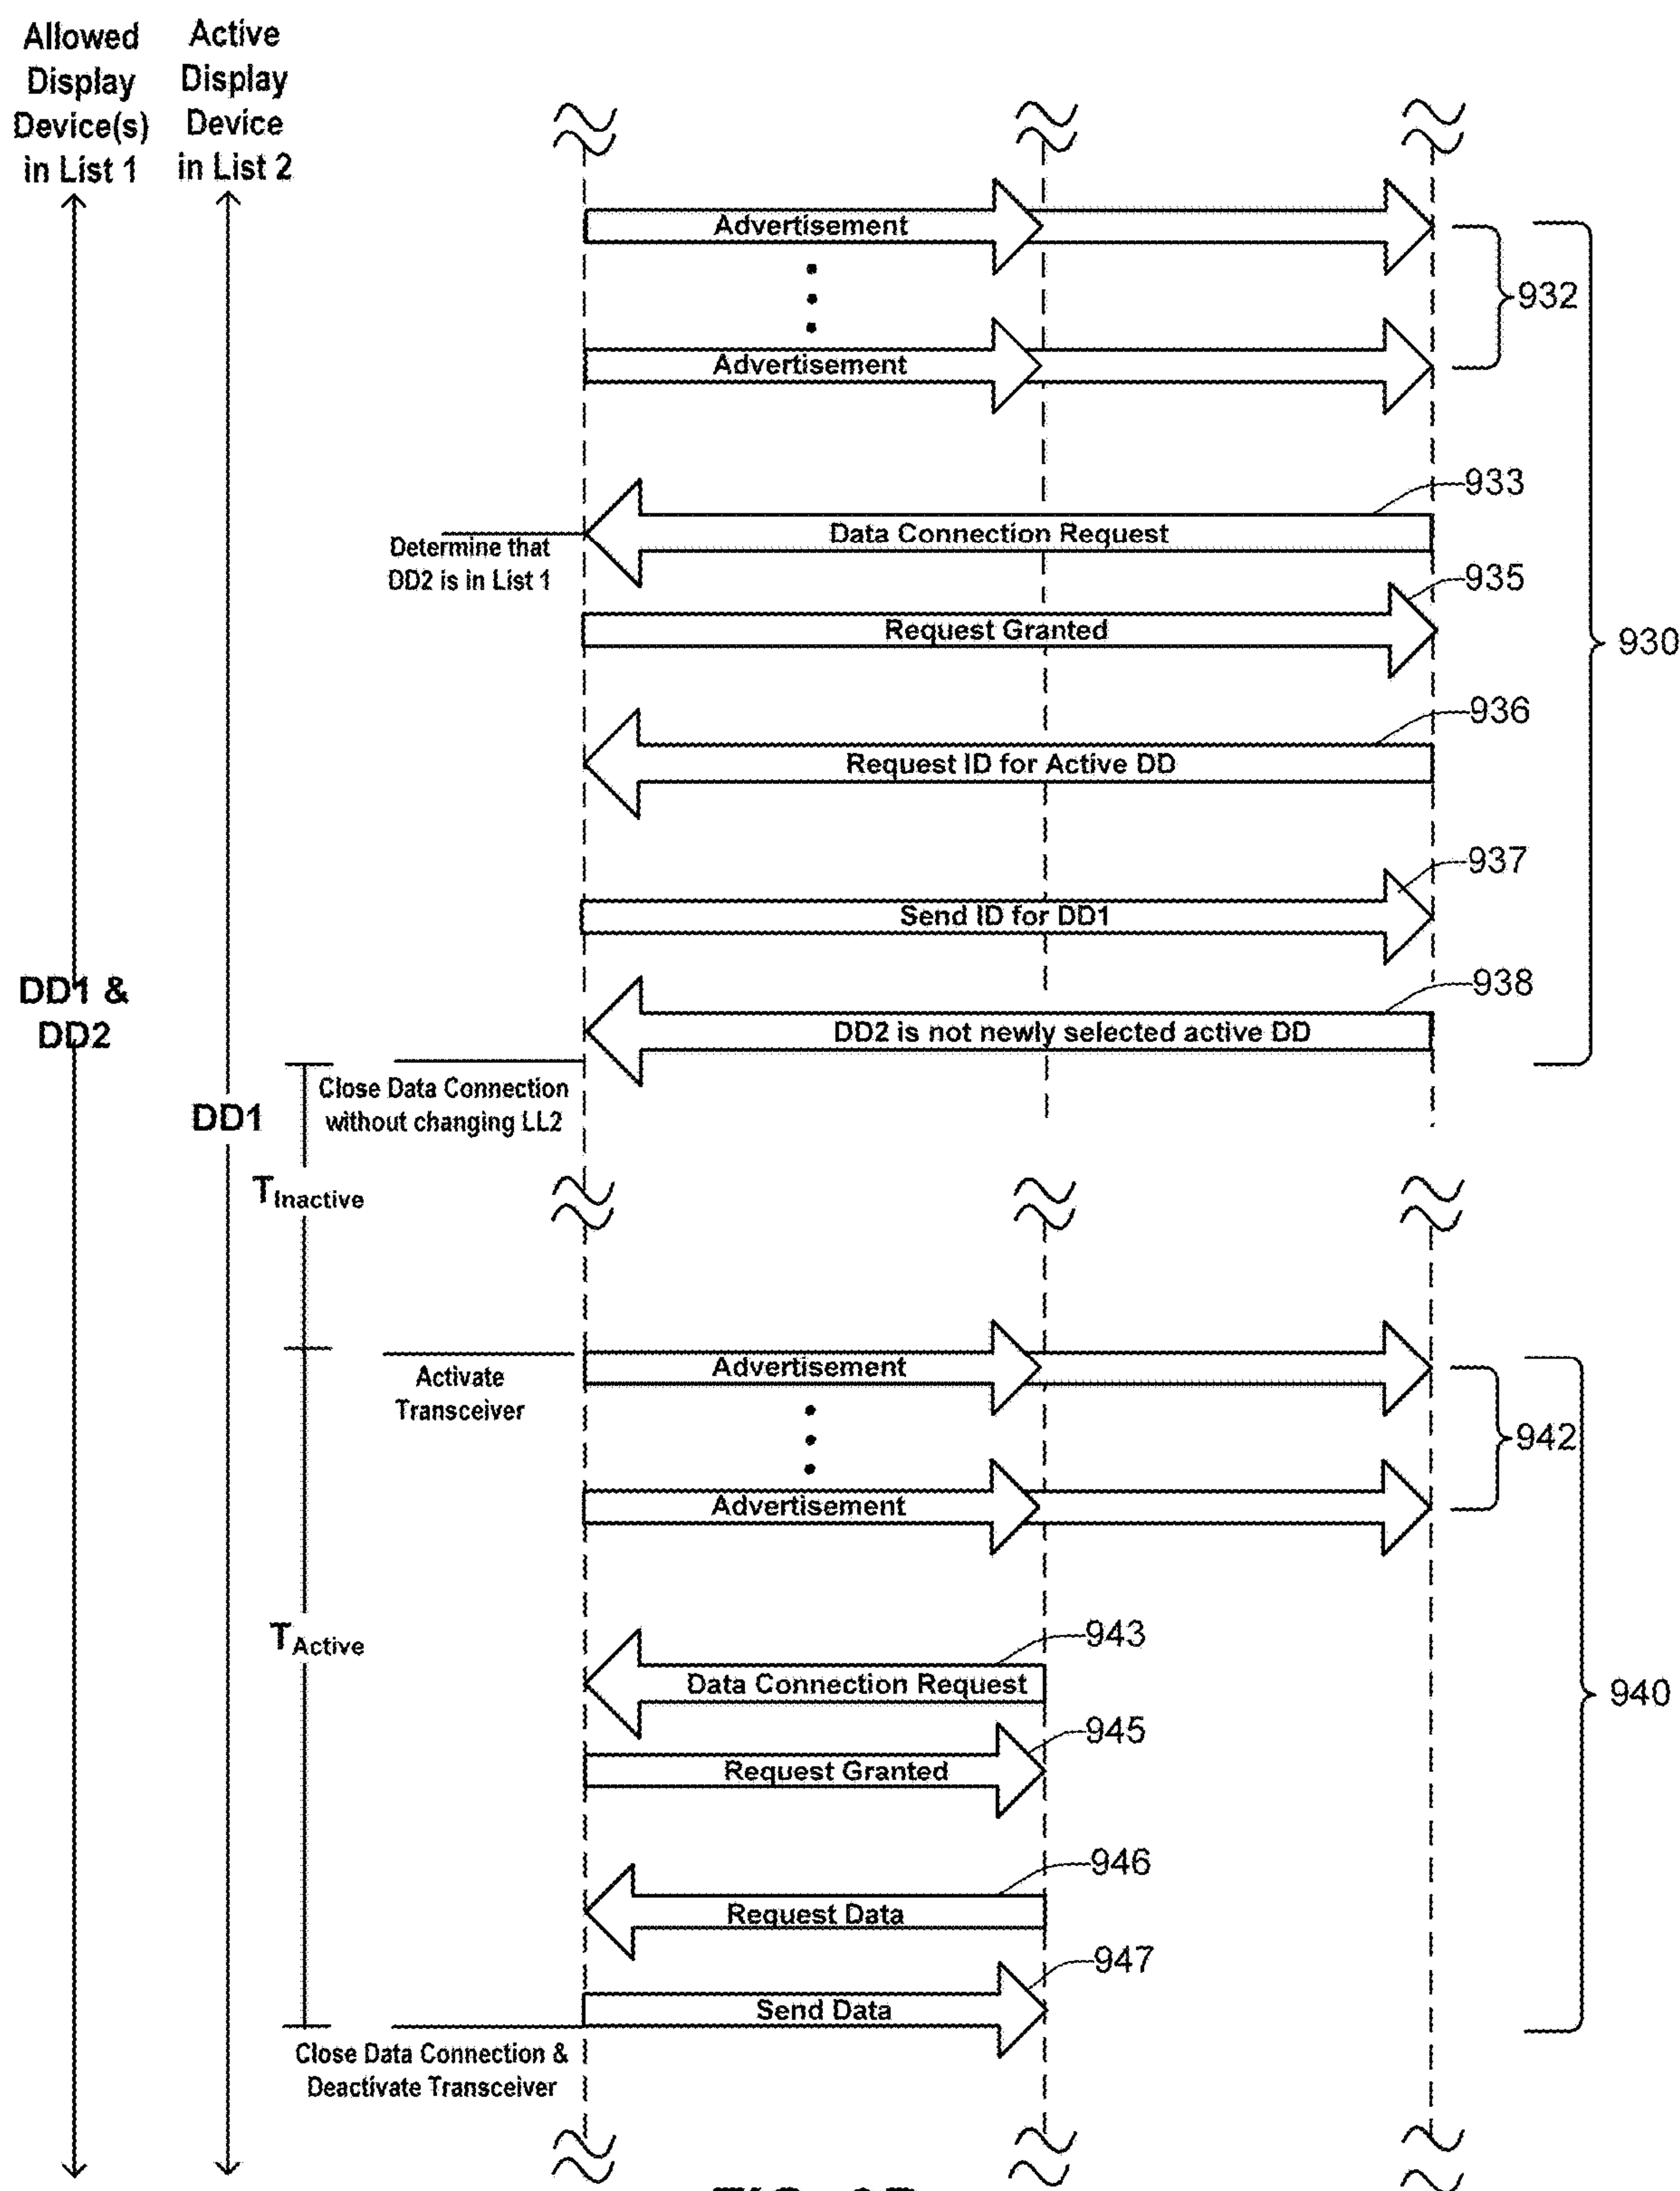 Allowed
Display
Device(s)
in List 1
Active
Display
Device
in List 2
Advertisement
932
Advertisement
933
Data Connection Request
Determine that
DD2 is in List 1
935
Request Granted
930
936
Request ID for Active DD
937
Send ID for DD1
938
DD2 is not newly selected active DD
DD1 &
DD2
Close Data Connection
without changing LL2
DD1
TInactive
Advertisement
Activate
Transceiver
942
Advertisement
943
Data Connection Request
TActive
940
945
Request Granted
946
Request Data
947
Send Data
Close Data Connection &
Deactivate Transceiver